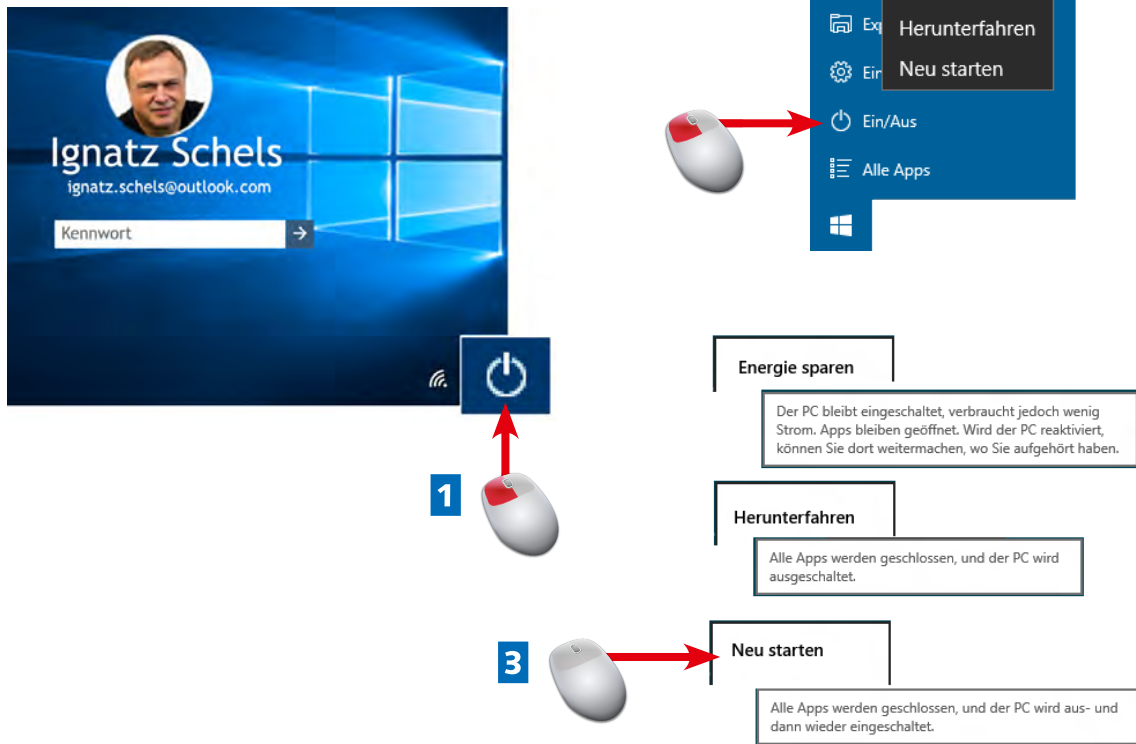 Ignatz Schels
ignatz.schels@outlook.com
Kennwort
1
Herunterfahren
Neu starten
Ein/Aus
Alle Apps
Energie sparen
Der PC bleibt eingeschaltet, verbraucht jedoch wenig
Strom. Apps bleiben geöffnet. Wird der PC reaktiviert,
können Sie dort weitermachen, wo Sie aufgehört haben.
Herunterfahren
Alle Apps werden geschlossen, und der PC wird
ausgeschaltet.
3
Neu starten
Alle Apps werden geschlossen, und der PC wird aus- und
dann wieder eingeschaltet.